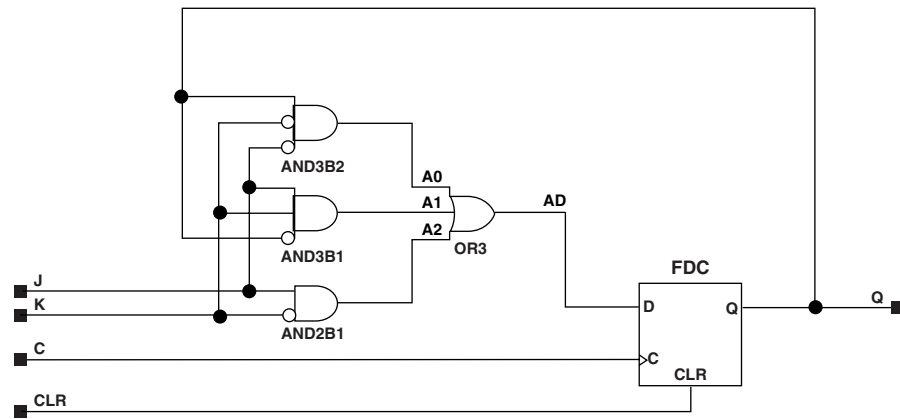 AND3B2
A0
A1
AD
A2
OR3
AND3B1
FDC
J
K
D
Q
Q
AND2B1
C
C
CLR
CLR